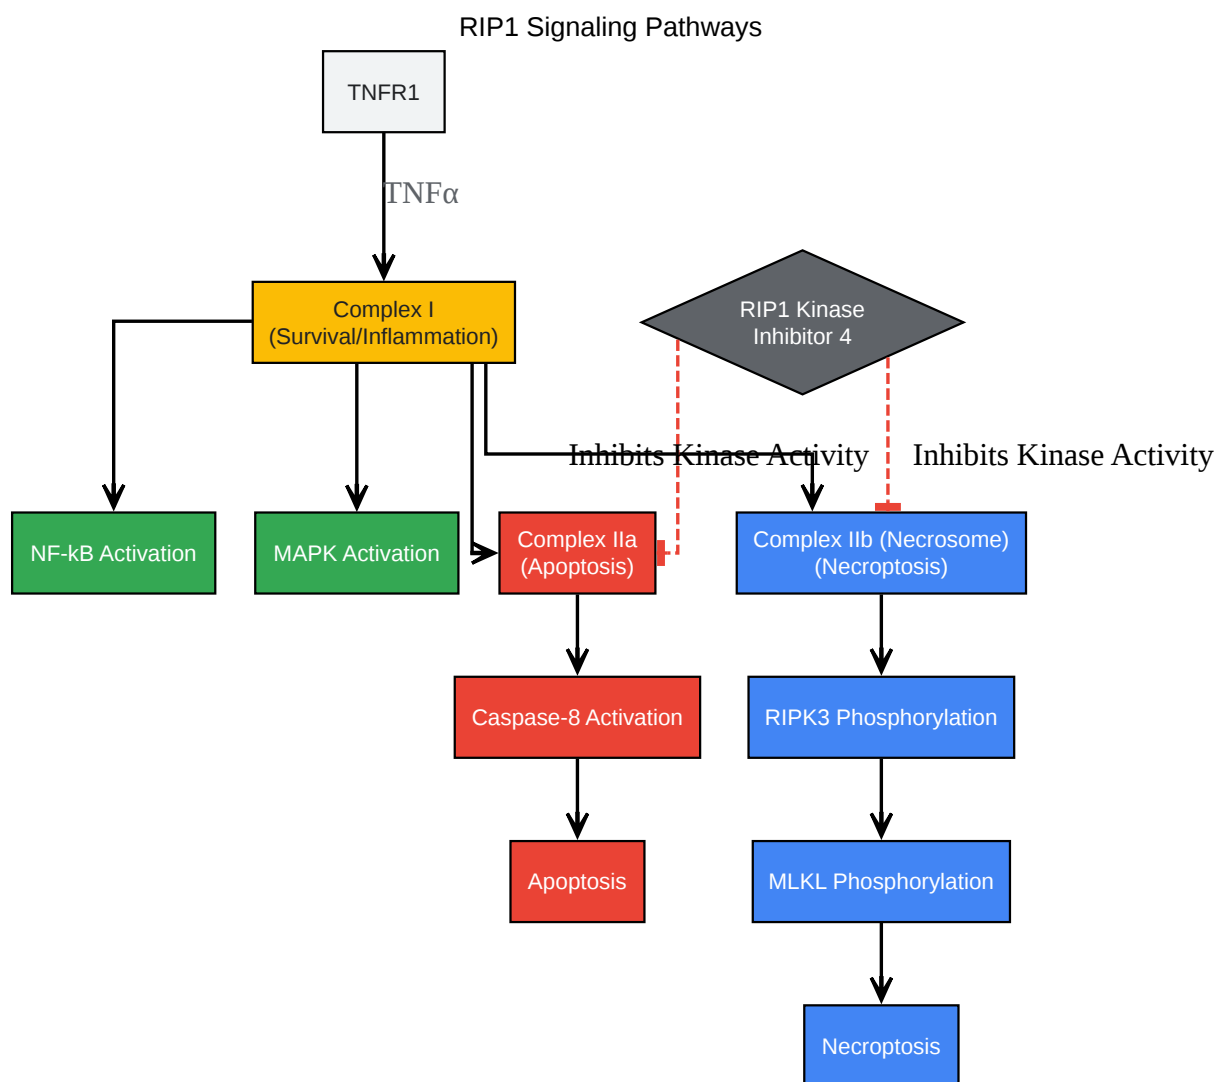 RIP1 Signaling Pathways
TNFR1
TNFα
Complex I
(Survival/Inflammation)
RIP1 Kinase
Inhibitor 4
Inhibits Kinase Activity
Inhibits Kinase Activity
NF-kB Activation
MAPK Activation
Complex IIa
(Apoptosis)
Complex IIb (Necrosome)
(Necroptosis)
Caspase-8 Activation
RIPK3 Phosphorylation
Apoptosis
MLKL Phosphorylation
Necroptosis